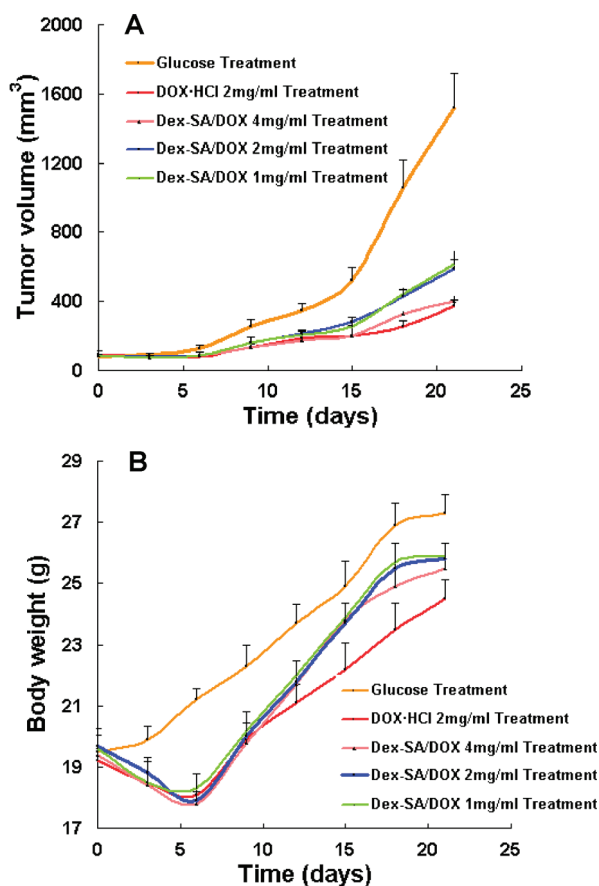 A
Glucose Treatment
DOX·HCl 2mg/ml Treatment
Dex-SA/DOX 4mg/ml Treatment
Dex-SA/DOX 2mg/ml Treatment
Dex-SA/DOX 1mg/ml Treatment
Tumor volume (mm³)
2000
1600
1200
800
400
0
0 5 10 15 20 25
Time (days)
B
Body weight (g)
29
27
25
23
21
19
17
Glucose Treatment
DOX·HCl 2mg/ml Treatment
Dex-SA/DOX 4mg/ml Treatment
Dex-SA/DOX 2mg/ml Treatment
Dex-SA/DOX 1mg/ml Treatment
0 5 10 15 20 25
Time (days)